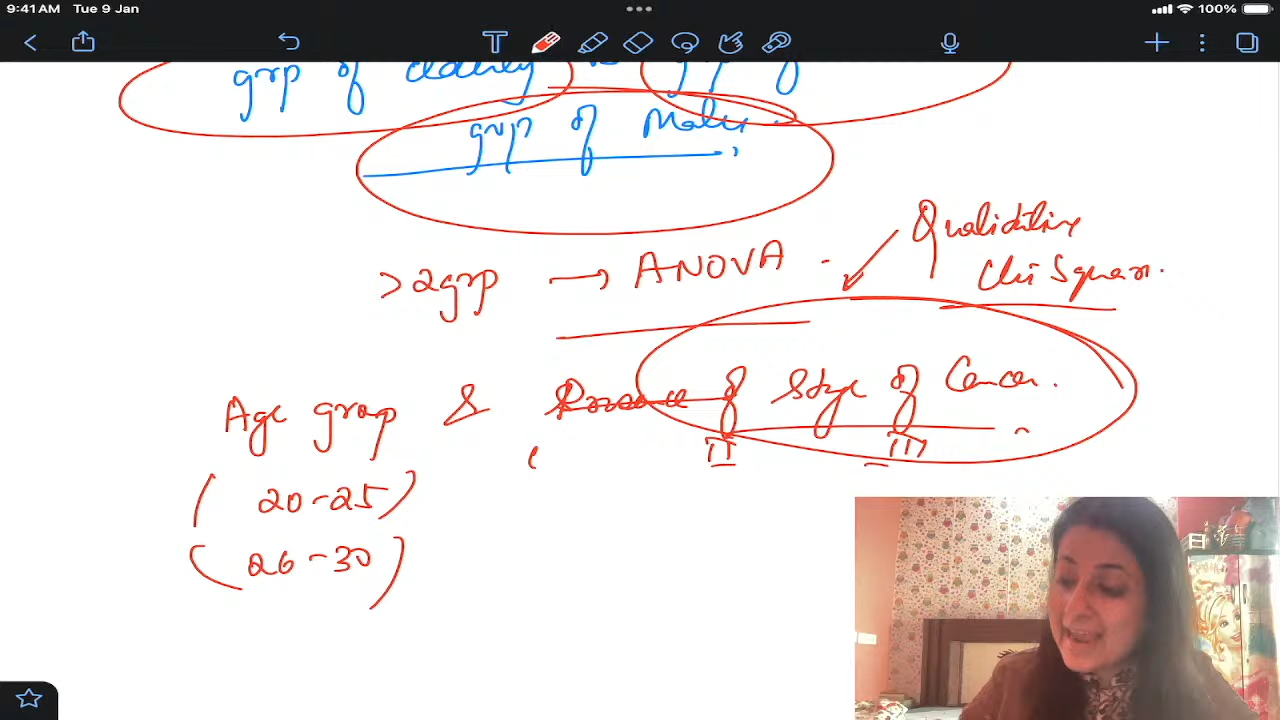 9:41 AM Tue 9 Jan
100%
grp of
grp of Males.
>2grp → ANOVA.
Qualitative
Chi Square.
Age group & Presence of Stage of Cancer.
II III
( 20-25 )
( 26-30 )